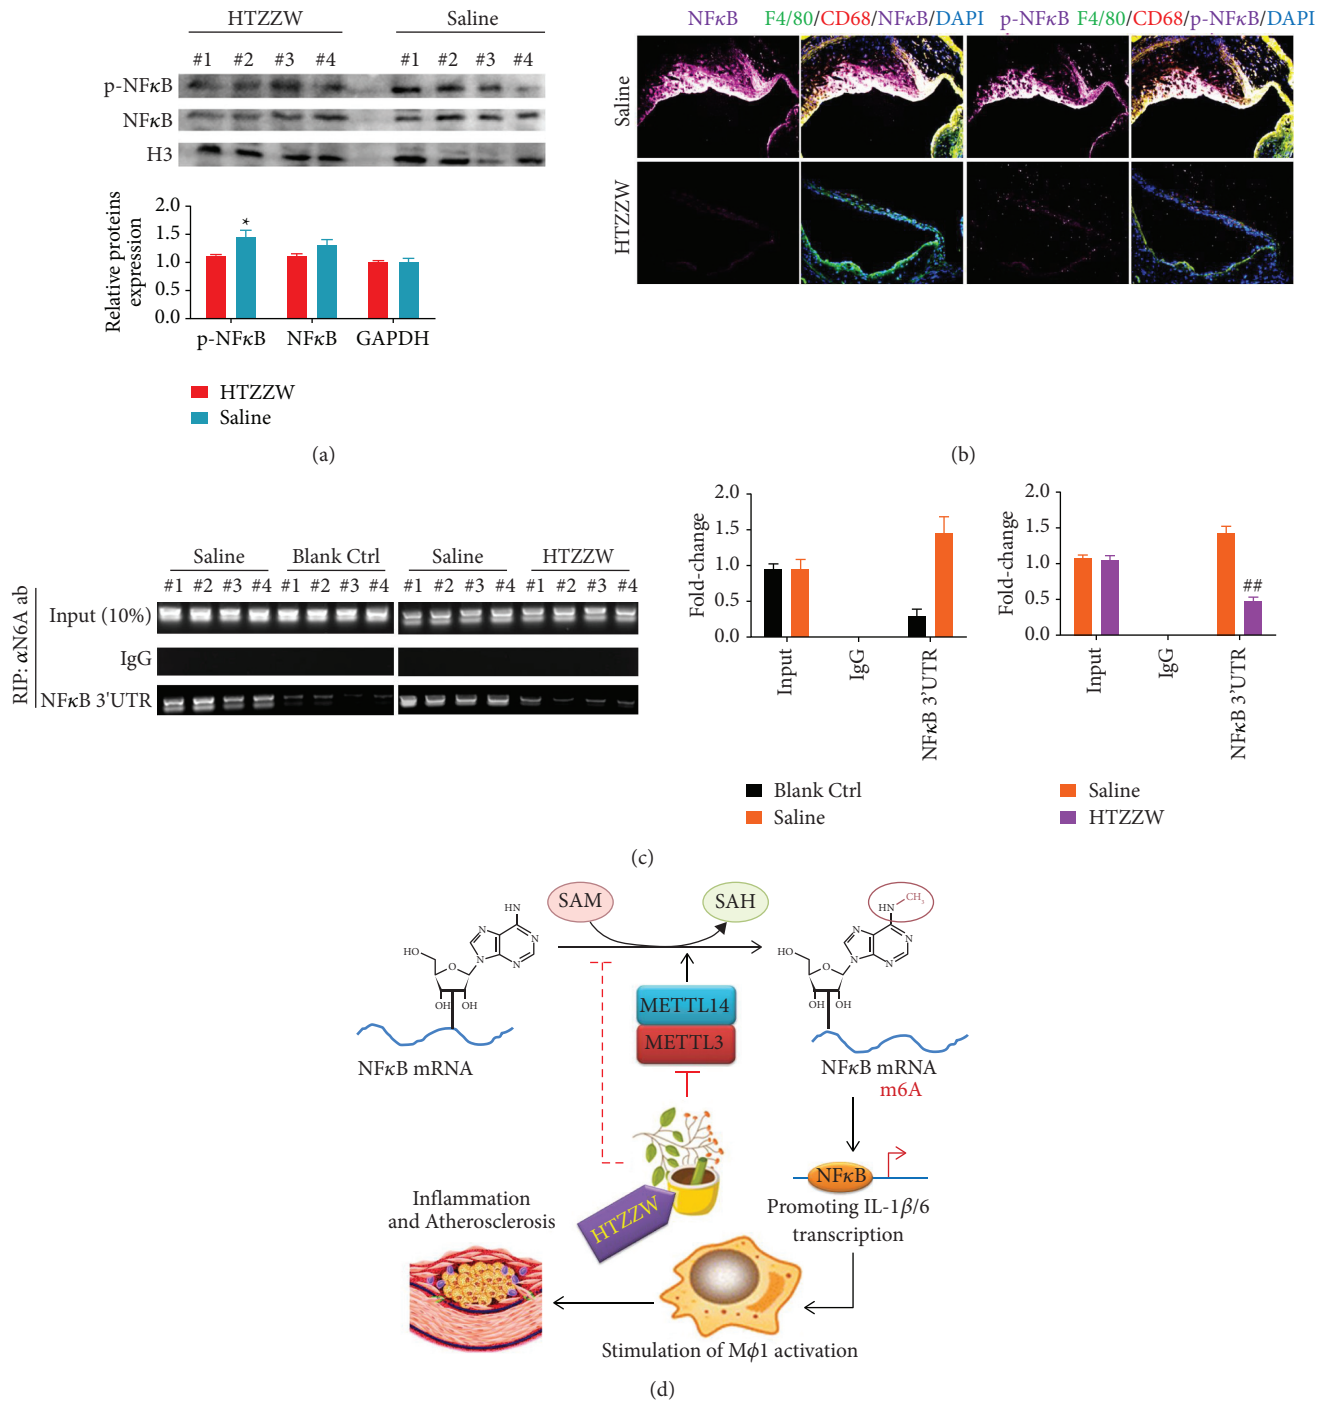 HTZZW Saline
#1 #2 #3 #4 #1 #2 #3 #4
p-NFκB
NFκB
H3
Relative proteins
expression
2.0
1.5
1.0
0.5
0.0
*
p-NFκB NFκB GAPDH
HTZZW
Saline
(a)
NFκB F4/80/CD68/NFκB/DAPI p-NFκB F4/80/CD68/p-NFκB/DAPI
Saline
HTZZW
(b)
RIP: αN6A ab
Saline Blank Ctrl Saline HTZZW
#1 #2 #3 #4 #1 #2 #3 #4 #1 #2 #3 #4 #1 #2 #3 #4
Input (10%)
IgG
NFκB 3'UTR
Fold-change
2.0
1.5
1.0
0.5
0.0
Input
IgG
NFκB 3'UTR
Blank Ctrl
Saline
Fold-change
2.0
1.5
1.0
0.5
0.0
##
Input
IgG
NFκB 3'UTR
Saline
HTZZW
(c)
SAM SAH
HN
N
N
N
N
HO
O
OH OH
NFκB mRNA
METTL14
METTL3
HN CH3
N
N
N
N
HO
O
OH OH
NFκB mRNA
m6A
HTZZW
NFκB
Promoting IL-1β/6
transcription
Inflammation
and Atherosclerosis
Stimulation of Mϕ1 activation
(d)